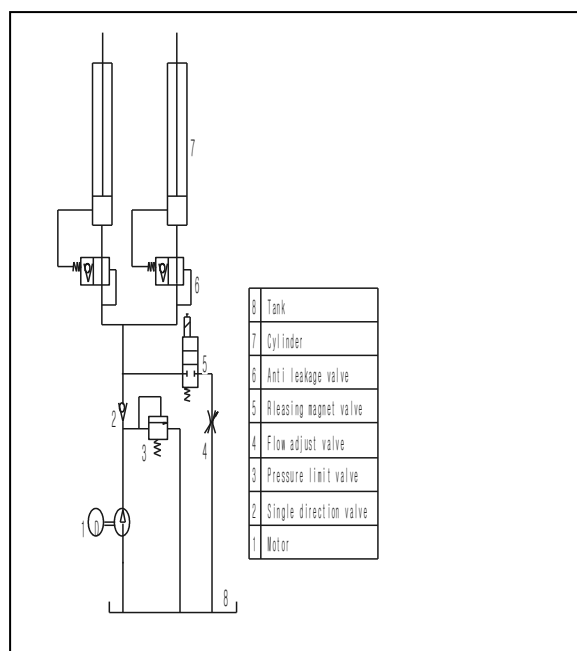 7
6
5
2
3
4
1
D
8
8 Tank
7 Cylinder
6 Anti leakage valve
5 Rleasing magnet valve
4 Flow adjust valve
3 Pressure limit valve
2 Single direction valve
1 Motor